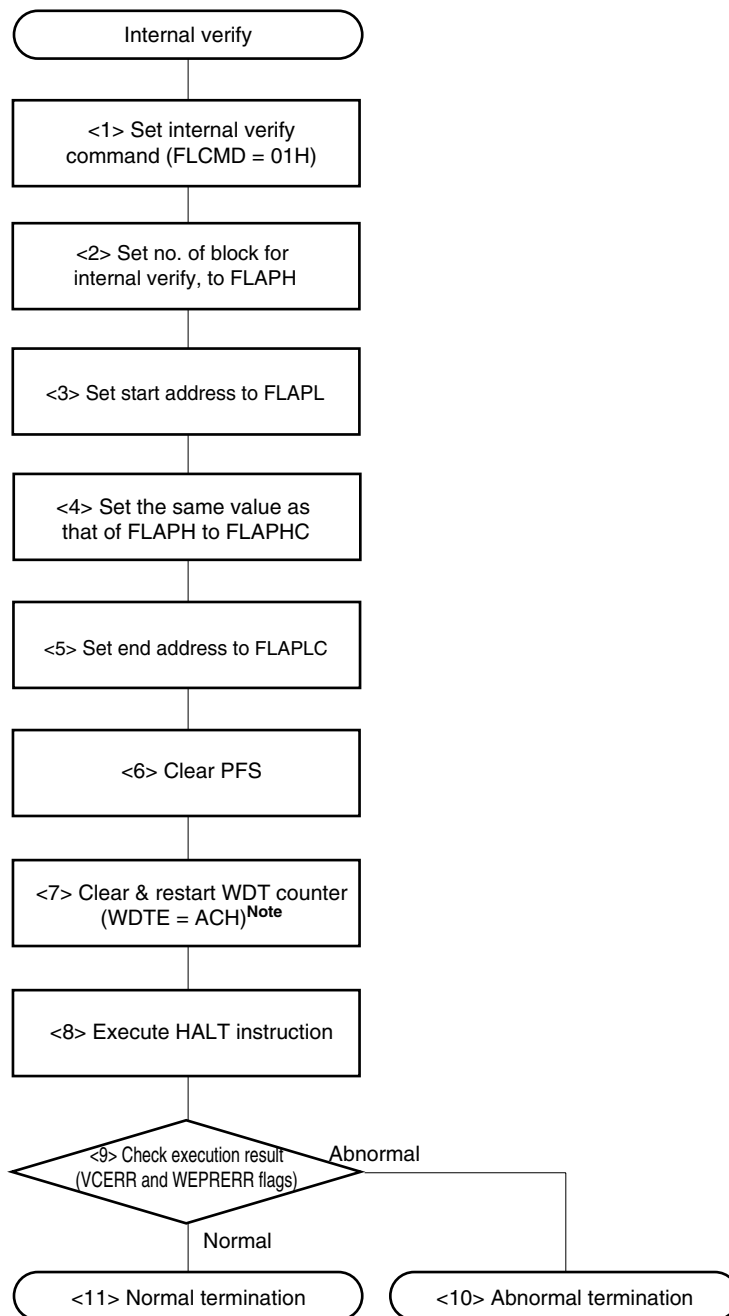 Internal verify
<1> Set internal verify
command (FLCMD = 01H)
<2> Set no. of block for
internal verify, to FLAPH
<3> Set start address to FLAPL
<4> Set the same value as
that of FLAPH to FLAPHC
<5> Set end address to FLAPLC
<6> Clear PFS
<7> Clear & restart WDT counter
(WDTE = ACH)Note
<8> Execute HALT instruction
<9> Check execution result
(VCERR and WEPRERR flags)
Abnormal
Normal
<11> Normal termination
<10> Abnormal termination